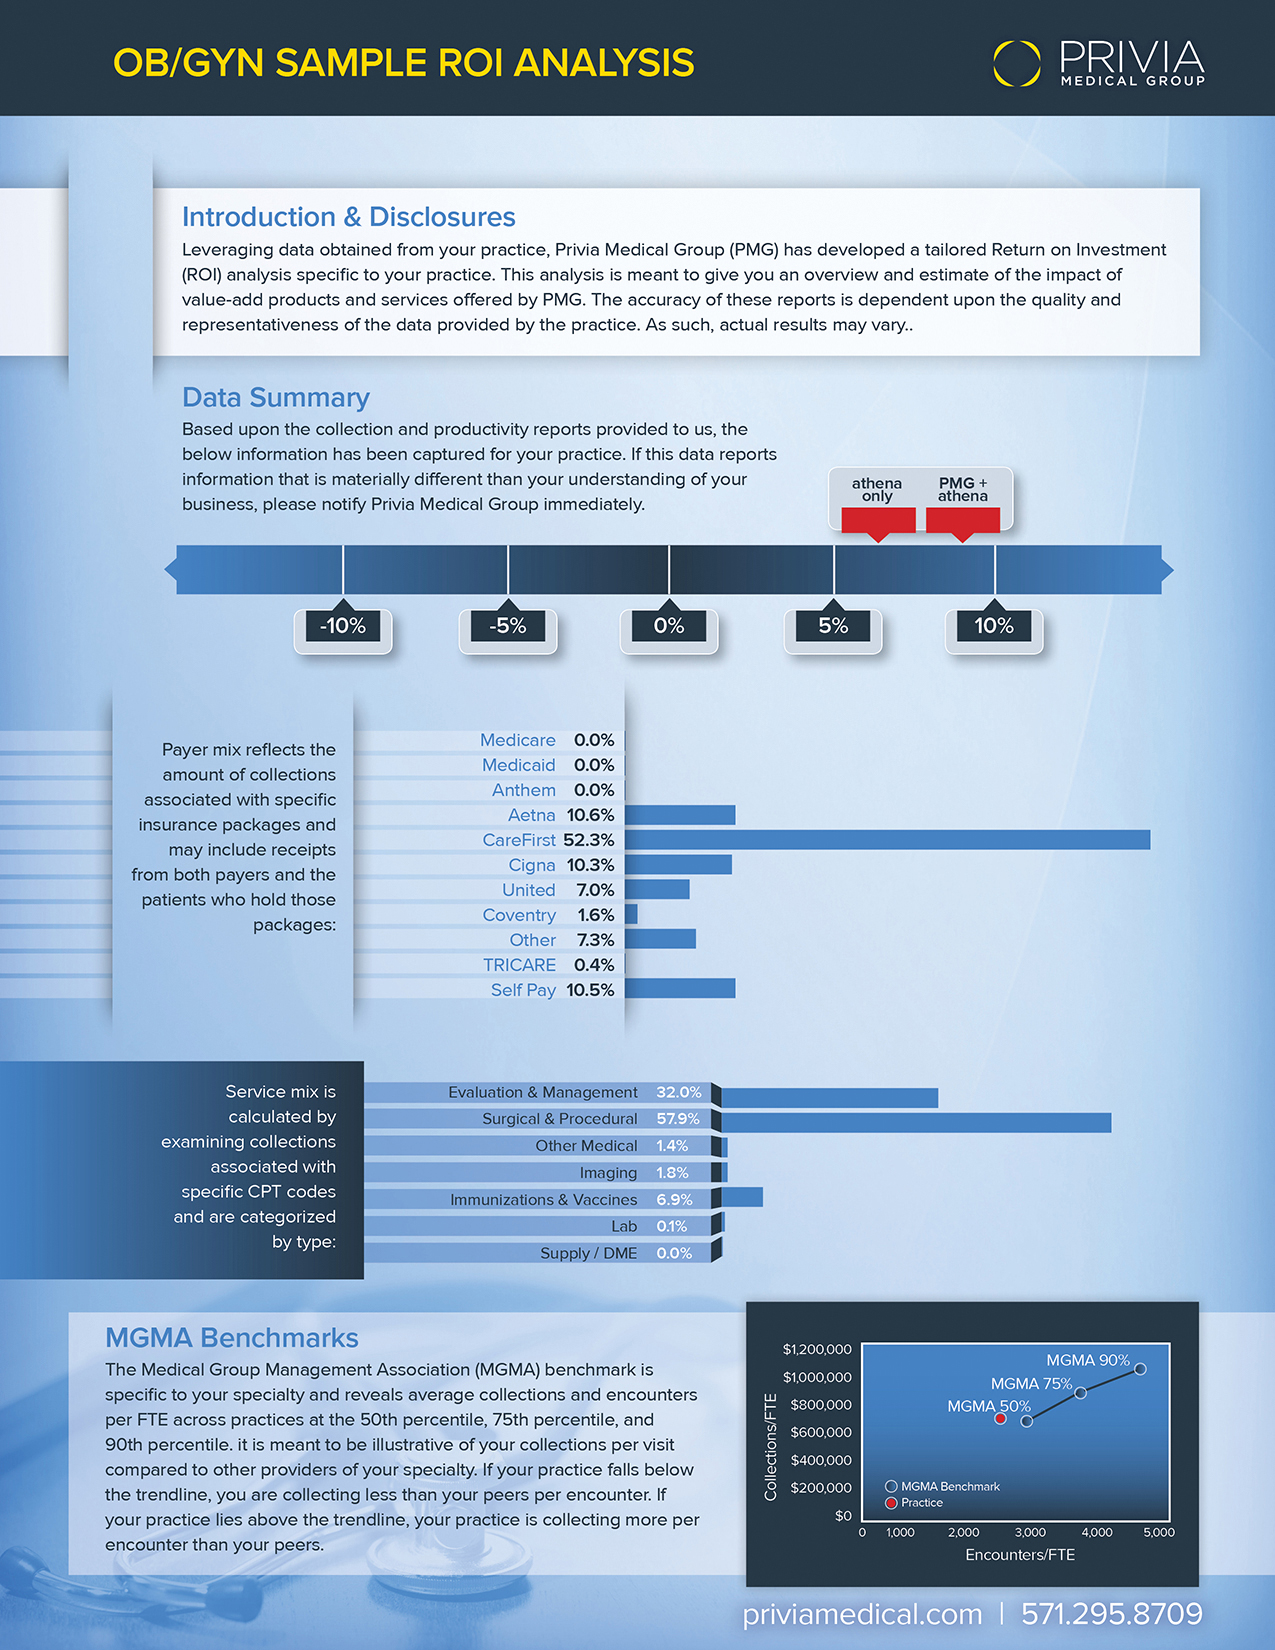 OB/GYN SAMPLE ROI ANALYSIS
PRIVIA
MEDICAL GROUP
Introduction & Disclosures
Leveraging data obtained from your practice, Privia Medical Group (PMG) has developed a tailored Return on Investment
(ROI) analysis specific to your practice. This analysis is meant to give you an overview and estimate of the impact of
value-add products and services offered by PMG. The accuracy of these reports is dependent upon the quality and
representativeness of the data provided by the practice. As such, actual results may vary..
Data Summary
Based upon the collection and productivity reports provided to us, the
below information has been captured for your practice. If this data reports
information that is materially different than your understanding of your
business, please notify Privia Medical Group immediately.
athena
only
PMG +
athena
-10%
-5%
0%
5%
10%
Payer mix reflects the
amount of collections
associated with specific
insurance packages and
may include receipts
from both payers and the
patients who hold those
packages:
Medicare 0.0%
Medicaid 0.0%
Anthem 0.0%
Aetna 10.6%
CareFirst 52.3%
Cigna 10.3%
United 7.0%
Coventry 1.6%
Other 7.3%
TRICARE 0.4%
Self Pay 10.5%
Service mix is
calculated by
examining collections
associated with
specific CPT codes
and are categorized
by type:
Evaluation & Management 32.0%
Surgical & Procedural 57.9%
Other Medical 1.4%
Imaging 1.8%
Immunizations & Vaccines 6.9%
Lab 0.1%
Supply / DME 0.0%
MGMA Benchmarks
The Medical Group Management Association (MGMA) benchmark is
specific to your specialty and reveals average collections and encounters
per FTE across practices at the 50th percentile, 75th percentile, and
90th percentile. it is meant to be illustrative of your collections per visit
compared to other providers of your specialty. If your practice falls below
the trendline, you are collecting less than your peers per encounter. If
your practice lies above the trendline, your practice is collecting more per
encounter than your peers.
Collections/FTE
$1,200,000
$1,000,000
$800,000
$600,000
$400,000
$200,000
$0
MGMA 90%
MGMA 75%
MGMA 50%
MGMA Benchmark
Practice
0 1,000 2,000 3,000 4,000 5,000
Encounters/FTE
priviamedical.com | 571.295.8709